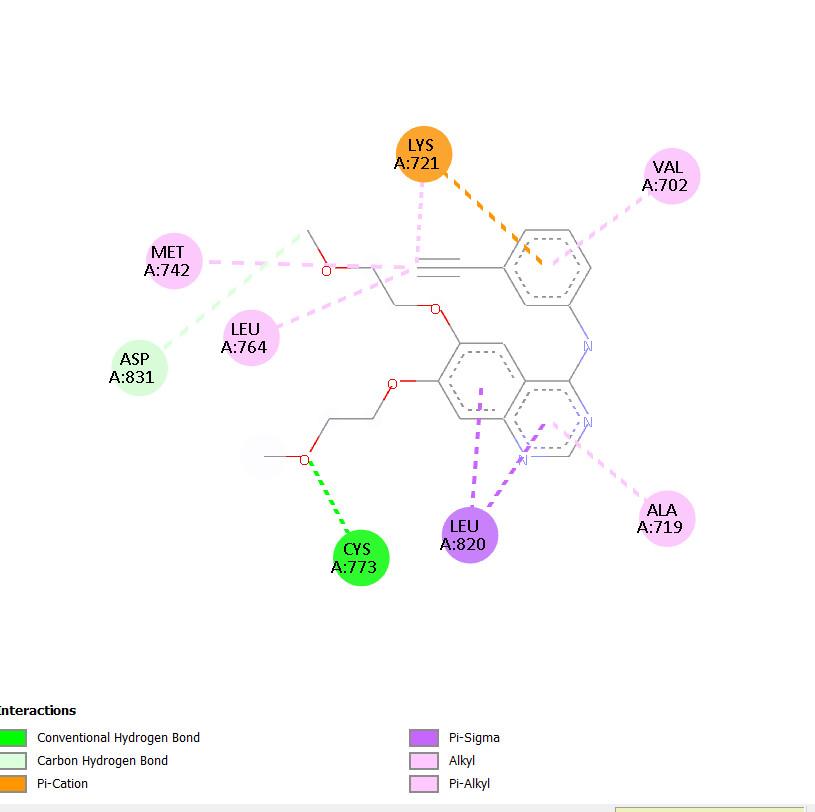 LYS
A:721
VAL
A:702
MET
A:742
O
O
LEU
A:764
N
ASP
A:831
O
N
O
N
LEU
A:820
ALA
A:719
CYS
A:773
Interactions
Conventional Hydrogen Bond
Carbon Hydrogen Bond
Pi-Cation
Pi-Sigma
Alkyl
Pi-Alkyl